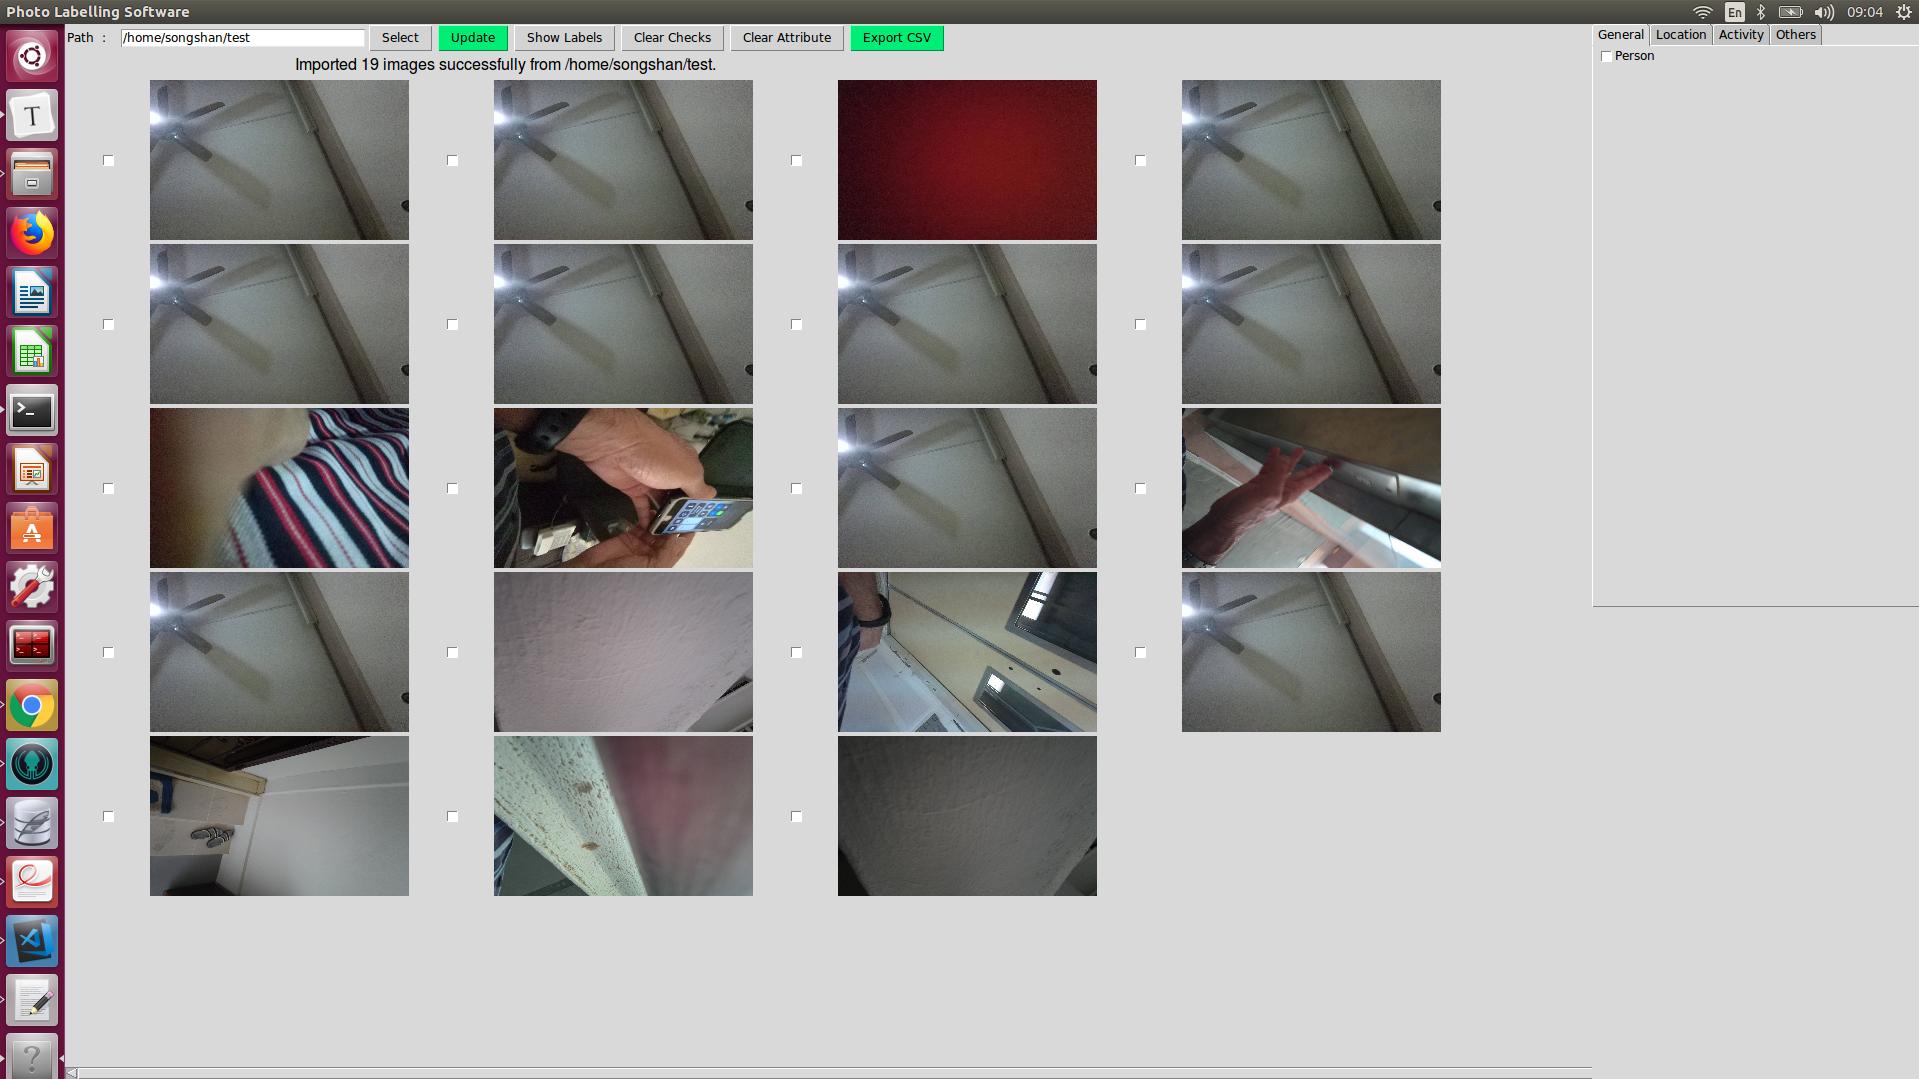 Photo Labelling Software
En
09:04
Path : /home/songshan/test Select Update Show Labels Clear Checks Clear Attribute Export CSV
General Location Activity Others
Imported 19 images successfully from /home/songshan/test.
Person
T
>_
A
?